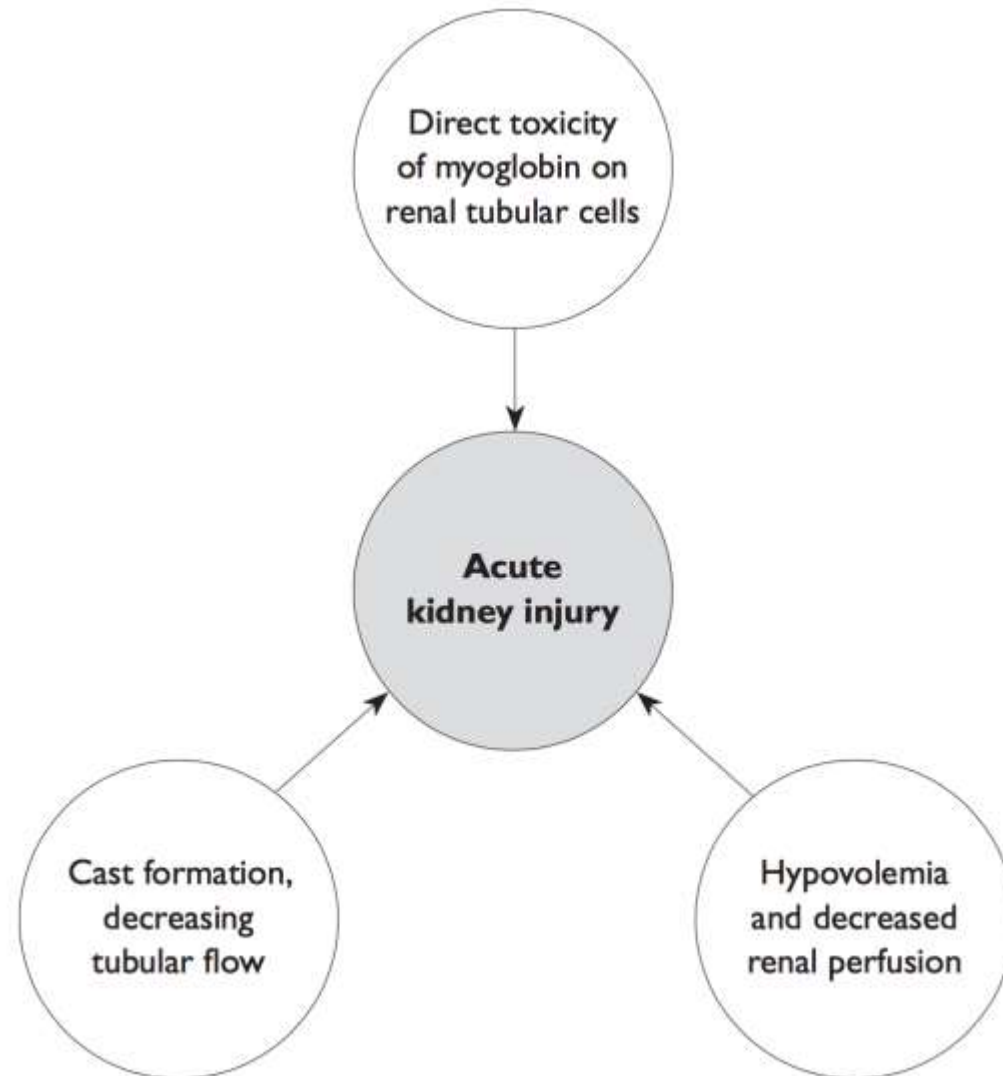 Direct toxicity
of myoglobin on
renal tubular cells
Acute
kidney injury
Cast formation,
decreasing
tubular flow
Hypovolemia
and decreased
renal perfusion